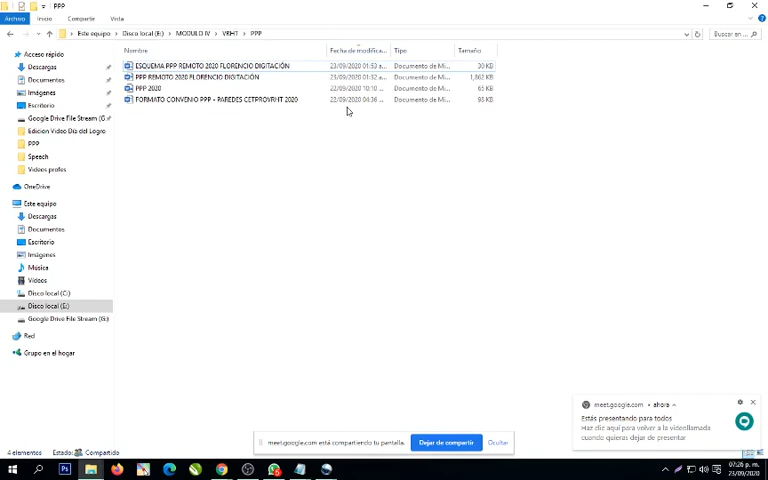 PPP
Archivo Inicio Compartir Vista
Este equipo > Disco local (E:) > MODULO IV > VRHT > PPP
Buscar en ...
Nombre Fecha de modifica... Tipo Tamaño
ESQUEMA PPP REMOTO 2020 FLORENCIO DIGITACIÓN 23/09/2020 01:53 a... Documento de Mi... 30 KB
PPP REMOTO 2020 FLORENCIO DIGITACIÓN 23/09/2020 01:32 a... Documento de Mi... 1,862 KB
PPP 2020 22/09/2020 10:10 ... Documento de Mi... 65 KB
FORMATO CONVENIO PPP - PAREDES CETPROVRHT 2020 22/09/2020 04:36 ... Documento de Mi... 98 KB
Acceso rápido
Descargas
Documentos
Imágenes
Escritorio
Google Drive File Stream (G
Edicion Video Día del Logro
PPP
Speech
Videos profes
OneDrive
Este equipo
Descargas
Documentos
Escritorio
Imágenes
Música
Vídeos
Disco local (C:)
Disco local (E:)
Google Drive File Stream (G:)
Red
Grupo en el hogar
meet.google.com • ahora
Estás presentando para todos
Haz clic aquí para volver a la videollamada
cuando quieras dejar de presentar
meet.google.com está compartiendo tu pantalla. Dejar de compartir Ocultar
4 elementos Estado: Compartido
07:26 p. m.
23/09/2020